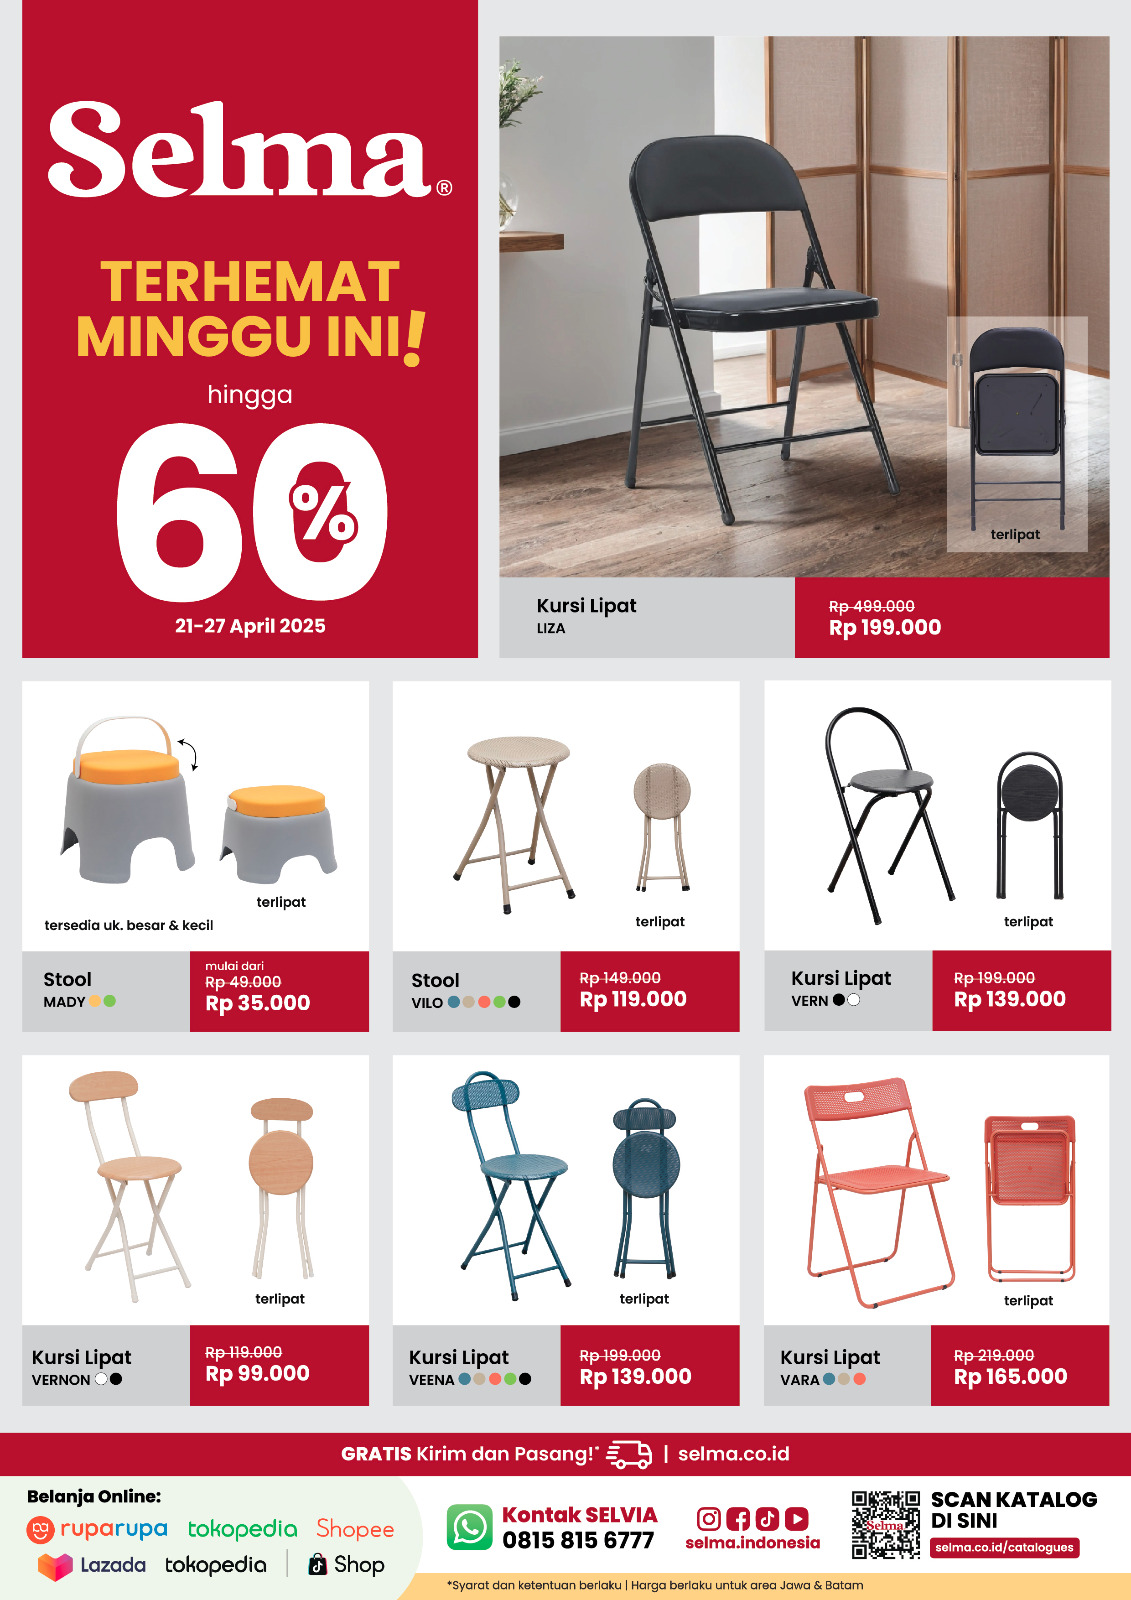 Selma®
TERHEMAT
MINGGU INI!
hingga
60%
21-27 April 2025
terlipat
Kursi Lipat
LIZA
Rp 499.000
Rp 199.000
terlipat
tersedia uk. besar & kecil
Stool
MADY
mulai dari
Rp 49.000
Rp 35.000
terlipat
Stool
VILO
Rp 149.000
Rp 119.000
terlipat
Kursi Lipat
VERN
Rp 199.000
Rp 139.000
terlipat
Kursi Lipat
VERNON
Rp 119.000
Rp 99.000
terlipat
Kursi Lipat
VEENA
Rp 199.000
Rp 139.000
terlipat
Kursi Lipat
VARA
Rp 219.000
Rp 165.000
GRATIS Kirim dan Pasang!* | selma.co.id
Belanja Online:
ruparupa tokopedia Shopee
Lazada tokopedia | Shop
Kontak SELVIA
0815 815 6777
selma.indonesia
Selma
SCAN KATALOG
DI SINI
selma.co.id/catalogues
*Syarat dan ketentuan berlaku | Harga berlaku untuk area Jawa & Batam